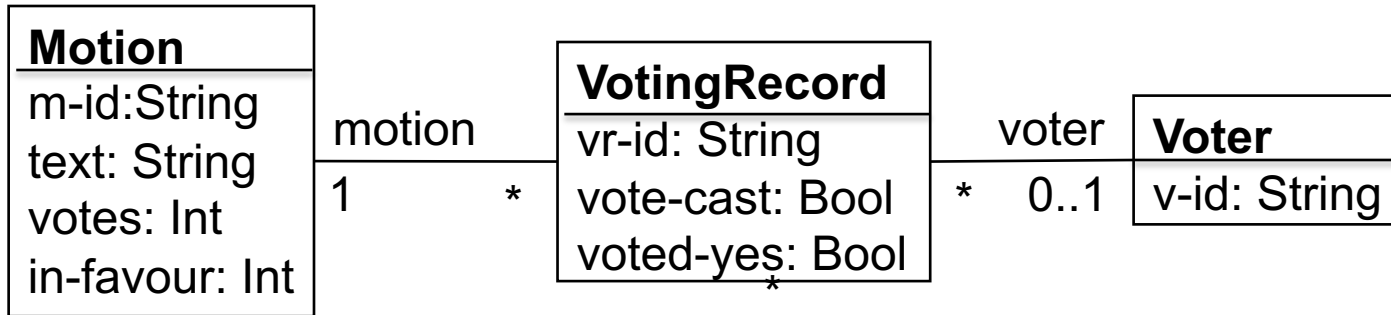 Motion
m-id:String
text: String
votes: Int
in-favour: Int
motion
1
*
VotingRecord
vr-id: String
vote-cast: Bool
voted-yes: Bool
*
voter
*
0..1
Voter
v-id: String